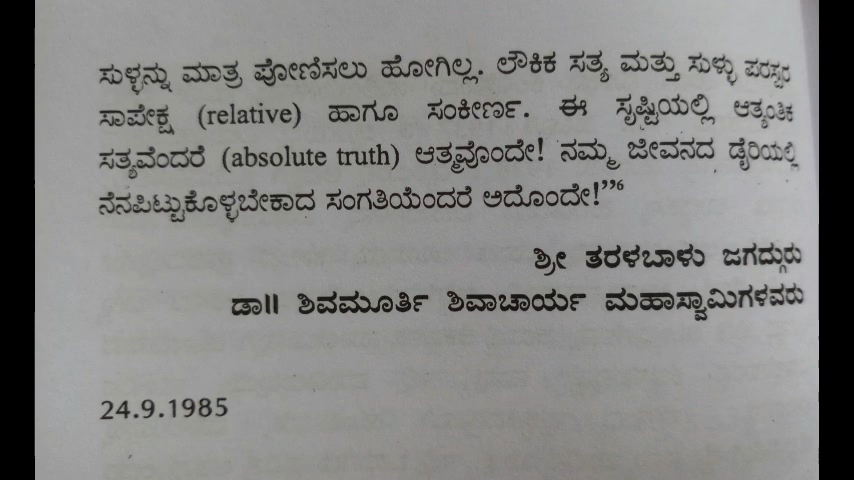 ಸುಳ್ಳನ್ನು ಮಾತ್ರ ಪೋಣಿಸಲು ಹೋಗಿಲ್ಲ. ಲೌಕಿಕ ಸತ್ಯ ಮತ್ತು ಸುಳ್ಳು ಪರಸ್ಪರ
ಸಾಪೇಕ್ಷ (relative) ಹಾಗೂ ಸಂಕೀರ್ಣ. ಈ ಸೃಷ್ಟಿಯಲ್ಲಿ ಆತ್ಯಂತಿಕ
ಸತ್ಯವೆಂದರೆ (absolute truth) ಆತ್ಮವೊಂದೇ! ನಮ್ಮ ಜೀವನದ ಡೈರಿಯಲ್ಲಿ
ನೆನಪಿಟ್ಟುಕೊಳ್ಳಬೇಕಾದ ಸಂಗತಿಯೆಂದರೆ ಅದೊಂದೇ!”⁶
ಶ್ರೀ ತರಳಬಾಳು ಜಗದ್ಗುರು
ಡಾ॥ ಶಿವಮೂರ್ತಿ ಶಿವಾಚಾರ್ಯ ಮಹಾಸ್ವಾಮಿಗಳವರು
24.9.1985